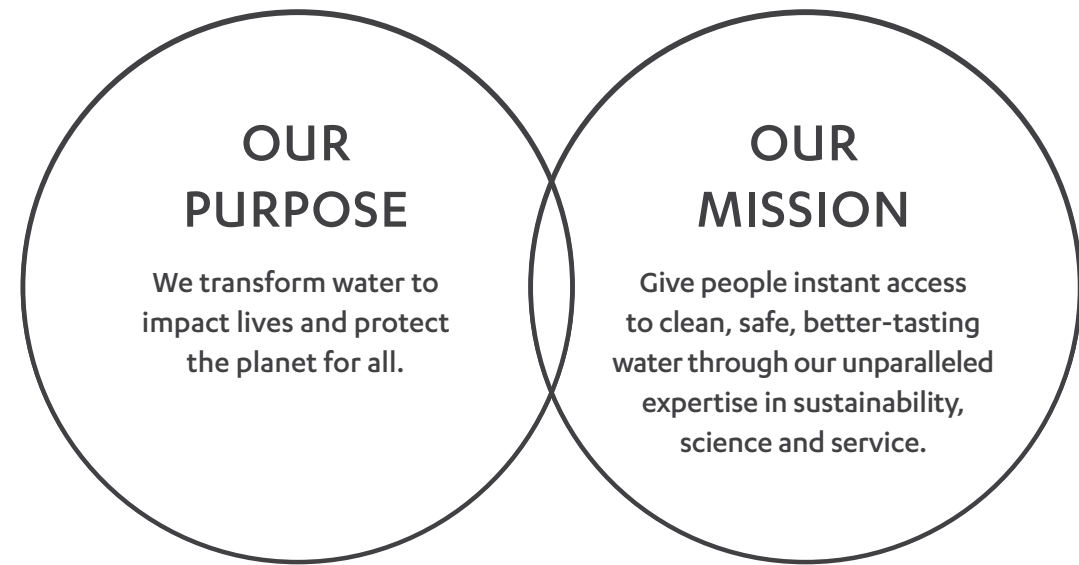 OUR
PURPOSE
We transform water to
impact lives and protect
the planet for all.
OUR
MISSION
Give people instant access
to clean, safe, better-tasting
water through our unparalleled
expertise in sustainability,
science and service.